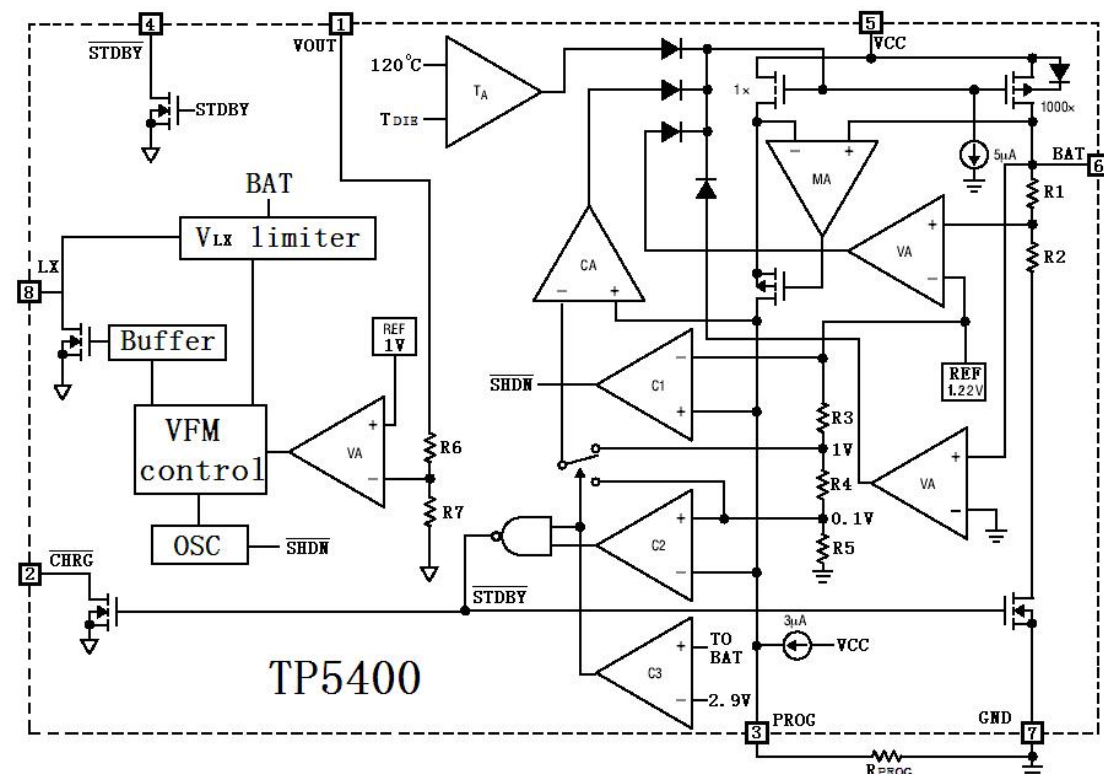 4
1
5
STDBY
VOUT
VCC
120°C
TA
TDIE
STDBY
1×
1000×
5μA
BAT
6
MA
R1
BAT
VLX limiter
VA
R2
LX
8
CA
Buffer
REF
1V
SHDN
C1
REF
1.22V
VFM
control
VA
R6
R3
1V
R4
VA
R7
0.1V
OSC
SHDN
C2
R5
CHRG
2
STDBY
3μA
VCC
TO
BAT
C3
2.9V
TP5400
PROG
GND
3
7
RPROG